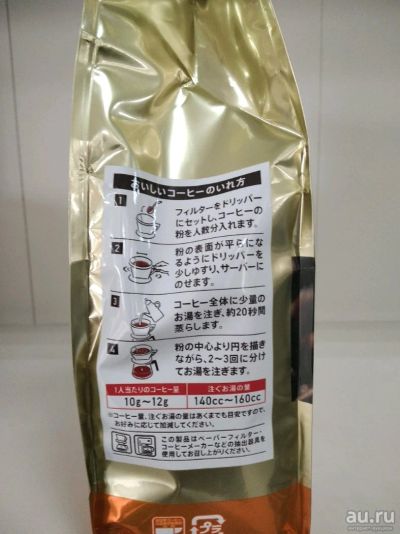 おいしいコーヒーのいれ方
1
フィルターをドリッパー
にセットし、コーヒーの
粉を人数分入れます。
2
粉の表面が平らにな
るようにドリッパーを
少しゆすり、サーバーに
のせます。
3
コーヒー全体に少量の
お湯を注ぎ、約20秒間
蒸らします。
4
粉の中心より円を描き
ながら、2~3回に分け
てお湯を注ぎます。
1人当たりのコーヒー量 注ぐお湯の量
10g~12g 140cc~160cc
※コーヒー量、注ぐお湯の量はあくまでも目安ですので、
お好みに応じて加減してください。
この製品はペーパーフィルター・
コーヒーメーカーなどの抽出器具を
使用してお召し上がりください。
プラ
au.ru
интернет-аукцион